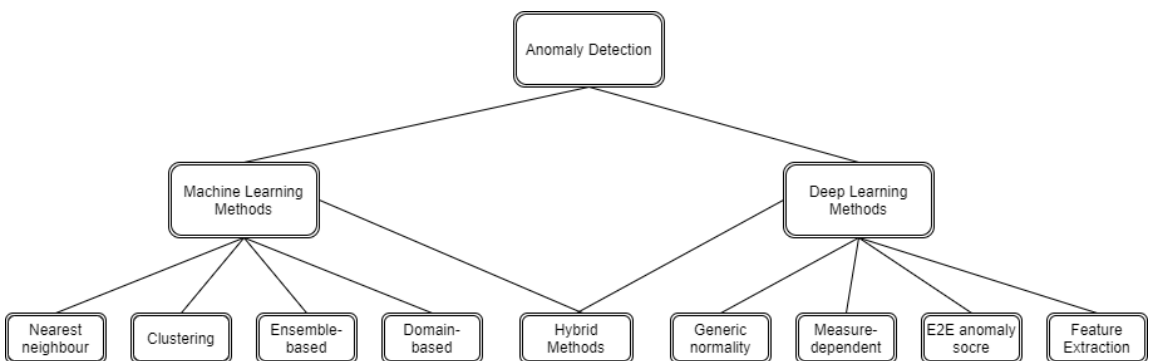 Anomaly Detection
Machine Learning
Methods
Deep Learning
Methods
Nearest
neighbour
Clustering
Ensemble-
based
Domain-
based
Hybrid
Methods
Generic
normality
Measure-
dependent
E2E anomaly
socre
Feature
Extraction